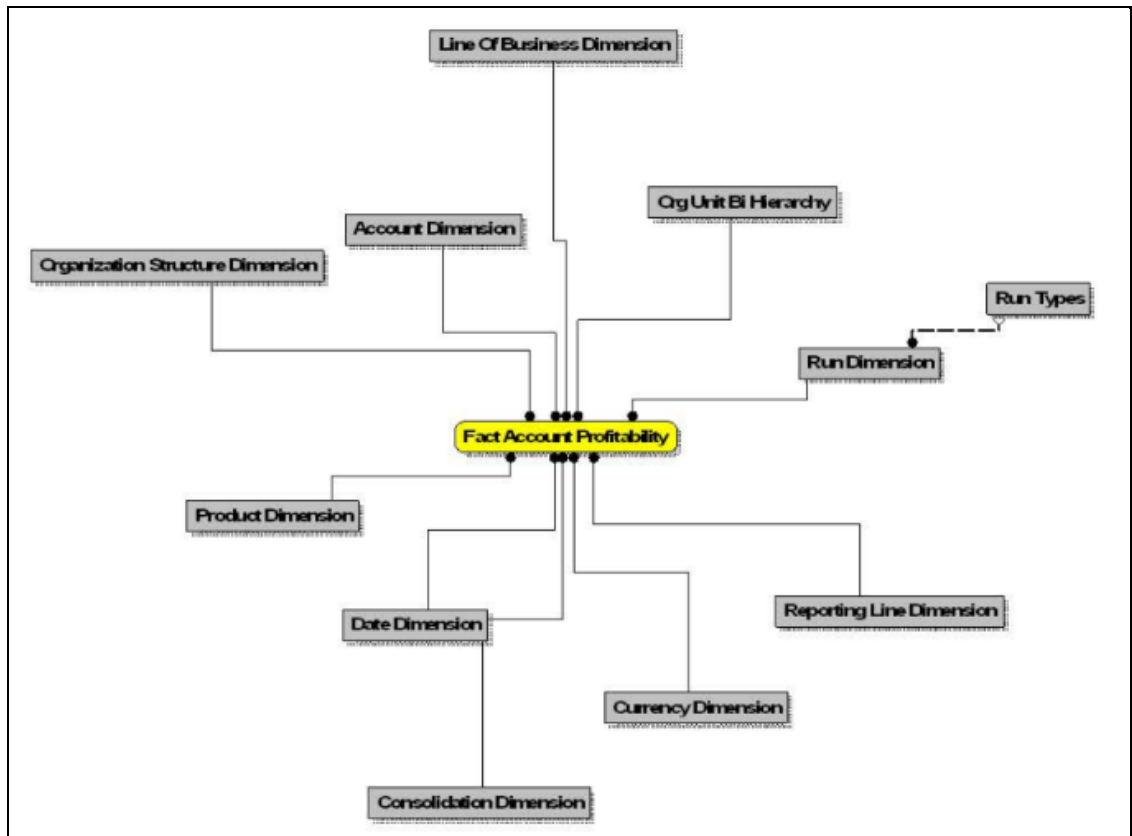 Line Of Business Dimension
Org Unit Bi Hierarchy
Account Dimension
Organization Structure Dimension
Run Types
Run Dimension
Fact Account Profitability
Product Dimension
Reporting Line Dimension
Date Dimension
Currency Dimension
Consolidation Dimension